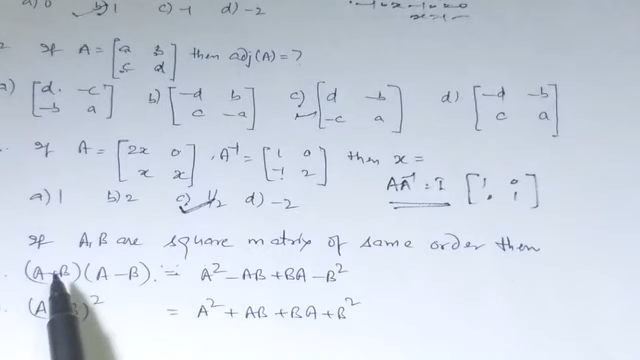 b) 1 c) -1 d) -2
x = 1
If A = [a b c d] then adj(A) = ?
a) [d -c -b a] b) [-d b c -a] c) [d -b -c a] d) [-d -b c a]
If A = [2x 0 x x], A⁻¹ = [1 0 -1 2] then x =
AA⁻¹ = I [1 0 0 1]
a) 1 b) 2 c) 1/2 d) -2
If A, B are square matrix of same order then
(A+B)(A-B) = A² - AB + BA - B²
= A² + AB + BA + B²